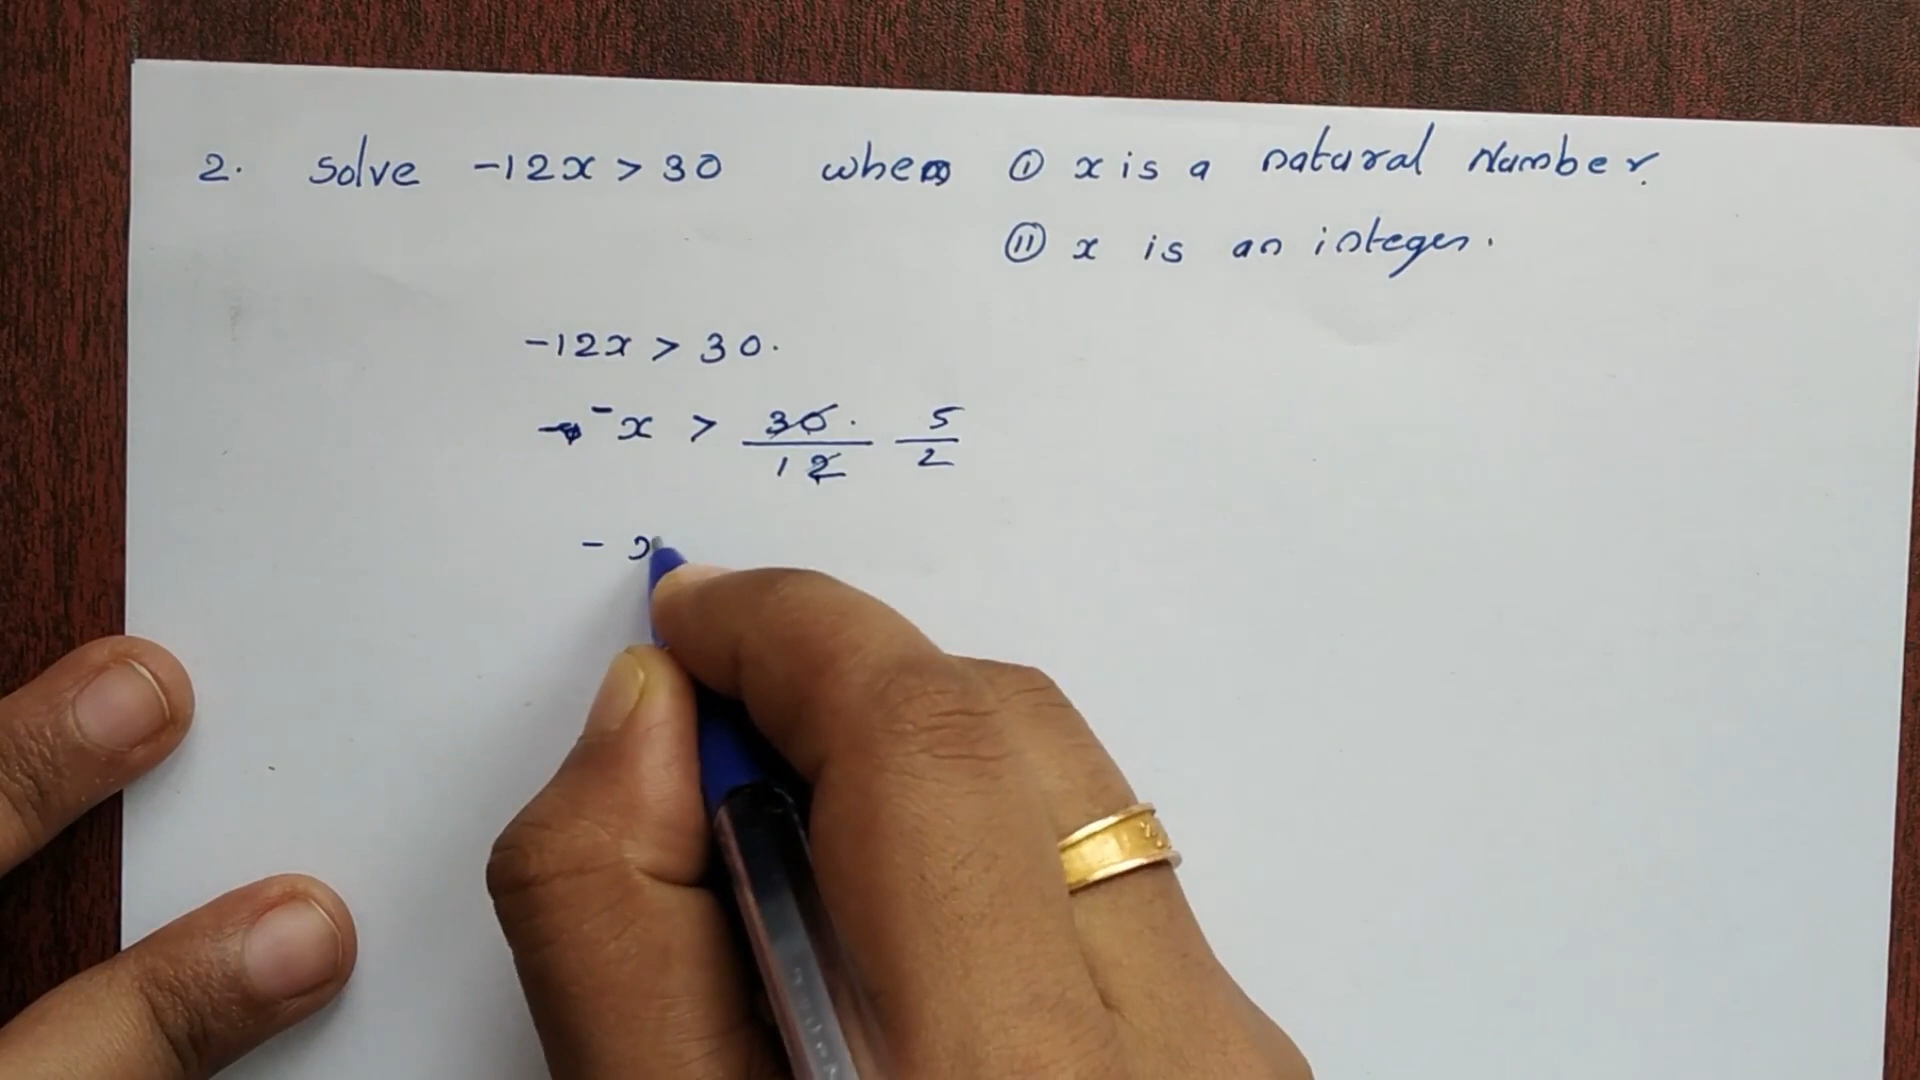 2. Solve -12x > 30 when ⓘ x is a natural Number.
ⓘⓘ x is an integer.
-12x > 30.
-x > 30/12 5/2
- x